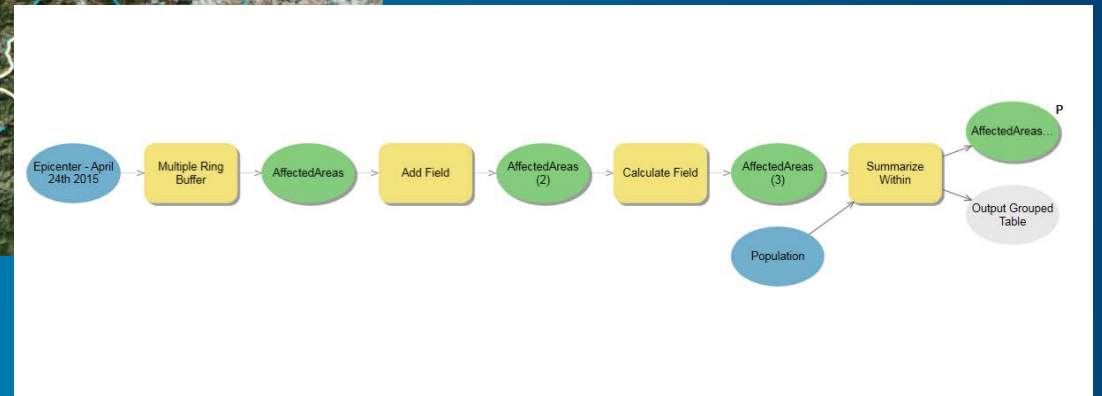 Epicenter - April
24th 2015
Multiple Ring
Buffer
AffectedAreas
Add Field
AffectedAreas
(2)
Calculate Field
AffectedAreas
(3)
Population
Summarize
Within
AffectedAreas...
P
Output Grouped
Table